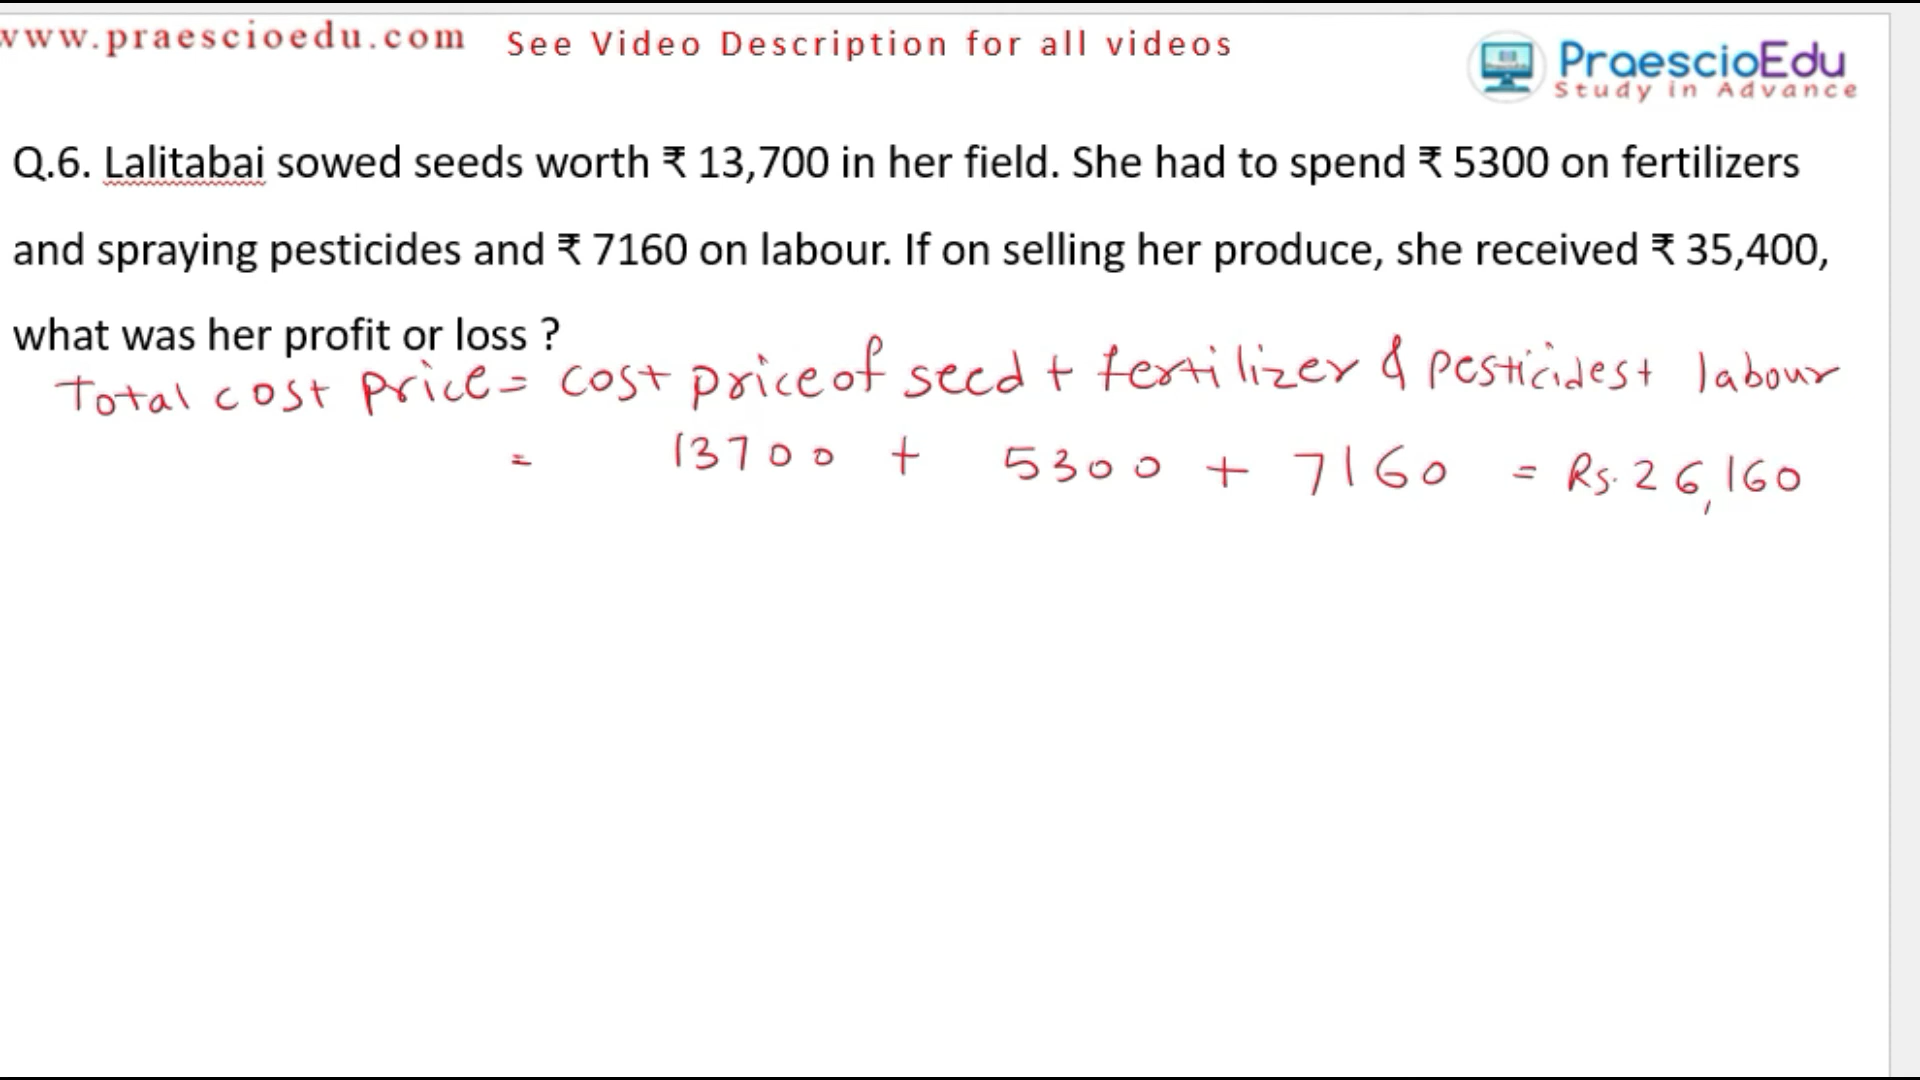 www.praescioedu.com See Video Description for all videos
PraescioEdu
Study in Advance
Q.6. Lalitabai sowed seeds worth ₹ 13,700 in her field. She had to spend ₹ 5300 on fertilizers
and spraying pesticides and ₹ 7160 on labour. If on selling her produce, she received ₹ 35,400,
what was her profit or loss ?
Total cost price = cost price of seed + fertilizer & pesticides + labour
= 13700 + 5300 + 7160 = Rs. 26,160